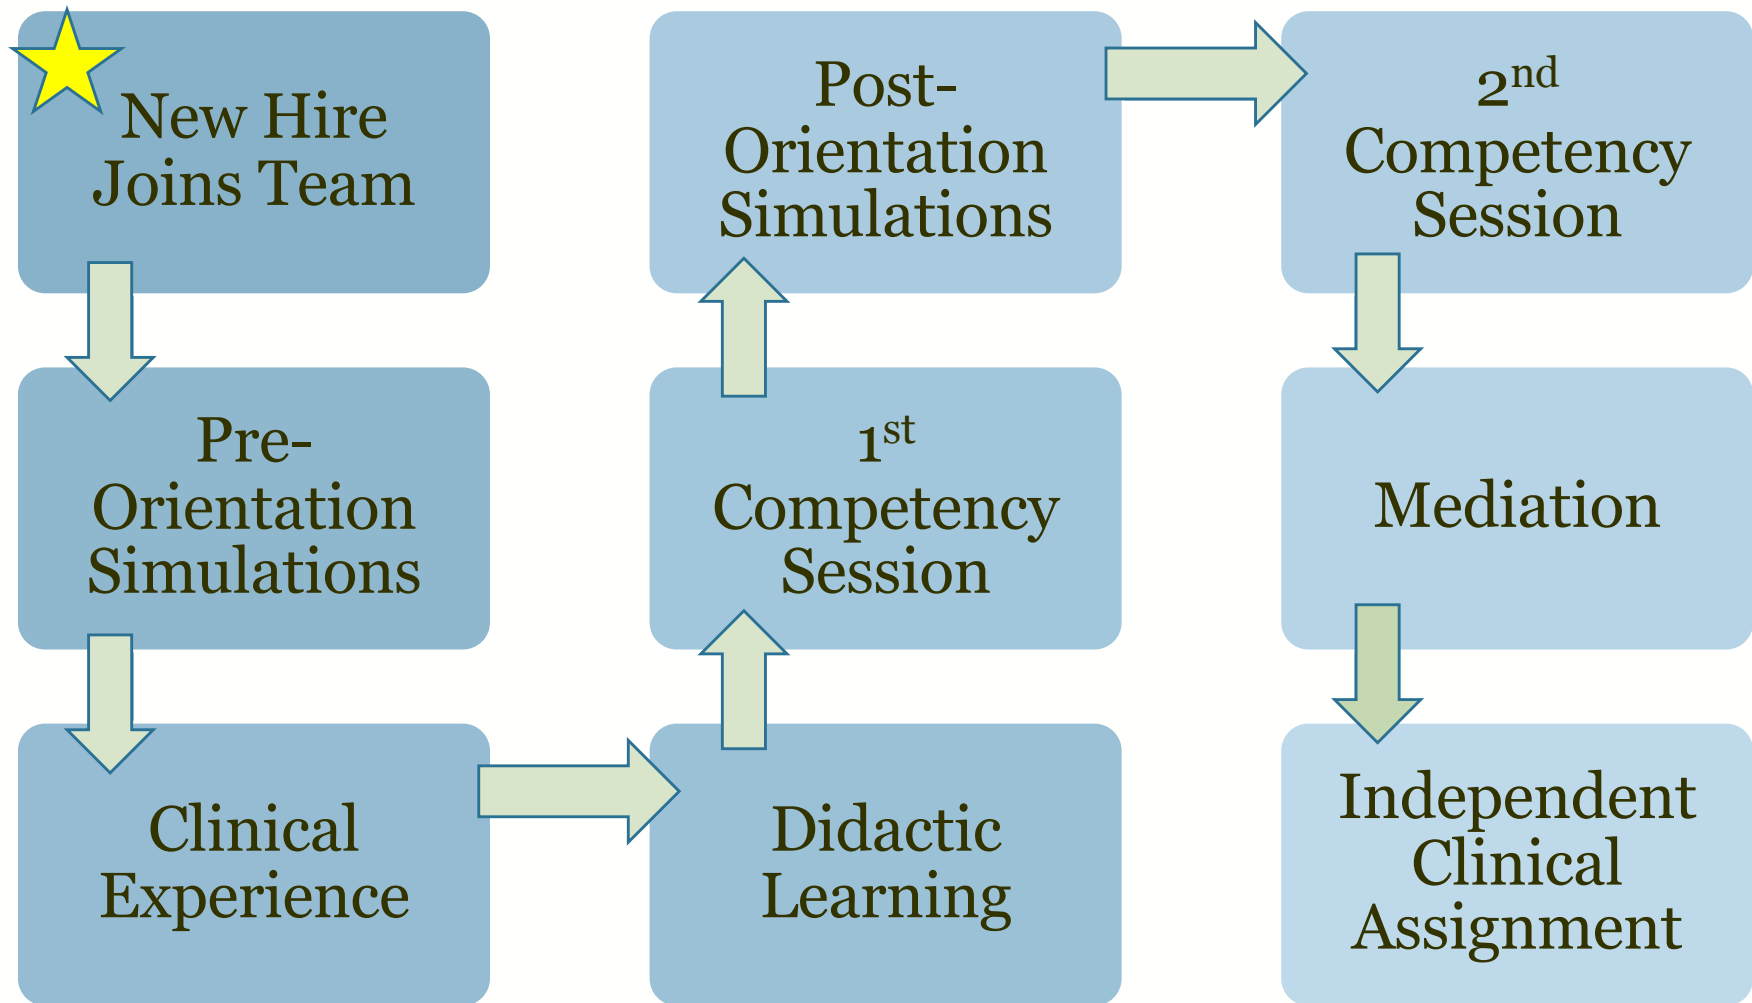 New Hire
Joins Team
Pre-
Orientation
Simulations
Clinical
Experience
Didactic
Learning
1st
Competency
Session
Post-
Orientation
Simulations
2nd
Competency
Session
Mediation
Independent
Clinical
Assignment